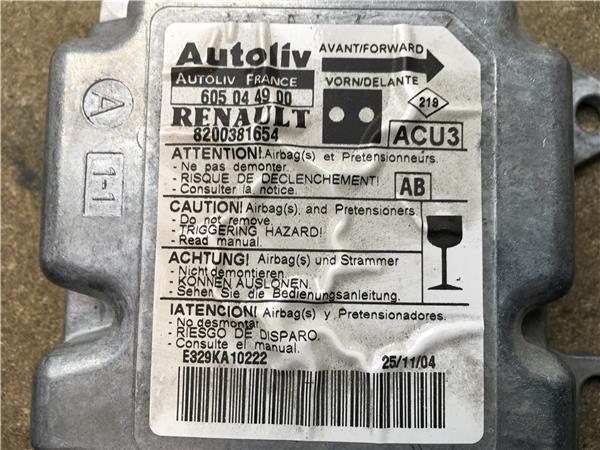 Autoliv
AVANT/FORWARD
AUTOLIV FRANCE
VORN/DELANTE
605 04 49 00
219
RENAULT
8200381654
ACU3
ATTENTION! Airbag(s) et Pretensionneurs.
- Ne pas demonter.
- RISQUE DE DECLENCHEMENT!
- Consulter la notice.
AB
CAUTION! Airbag(s), and Pretensioners
- Do not remove.
- TRIGGERING HAZARD!
- Read manual.
ACHTUNG! Airbag(s) und Strammer
- Nicht demontieren.
- KONNEN AUSLONEN.
- Sehen Sie die Bedienungsanleitung.
!ATENCION! Airbag(s) y Pretensionadores.
- No desmontar
- RIESGO DE DISPARO.
- Consulte el manual.
E329KA10222
25/11/04
A
1-1